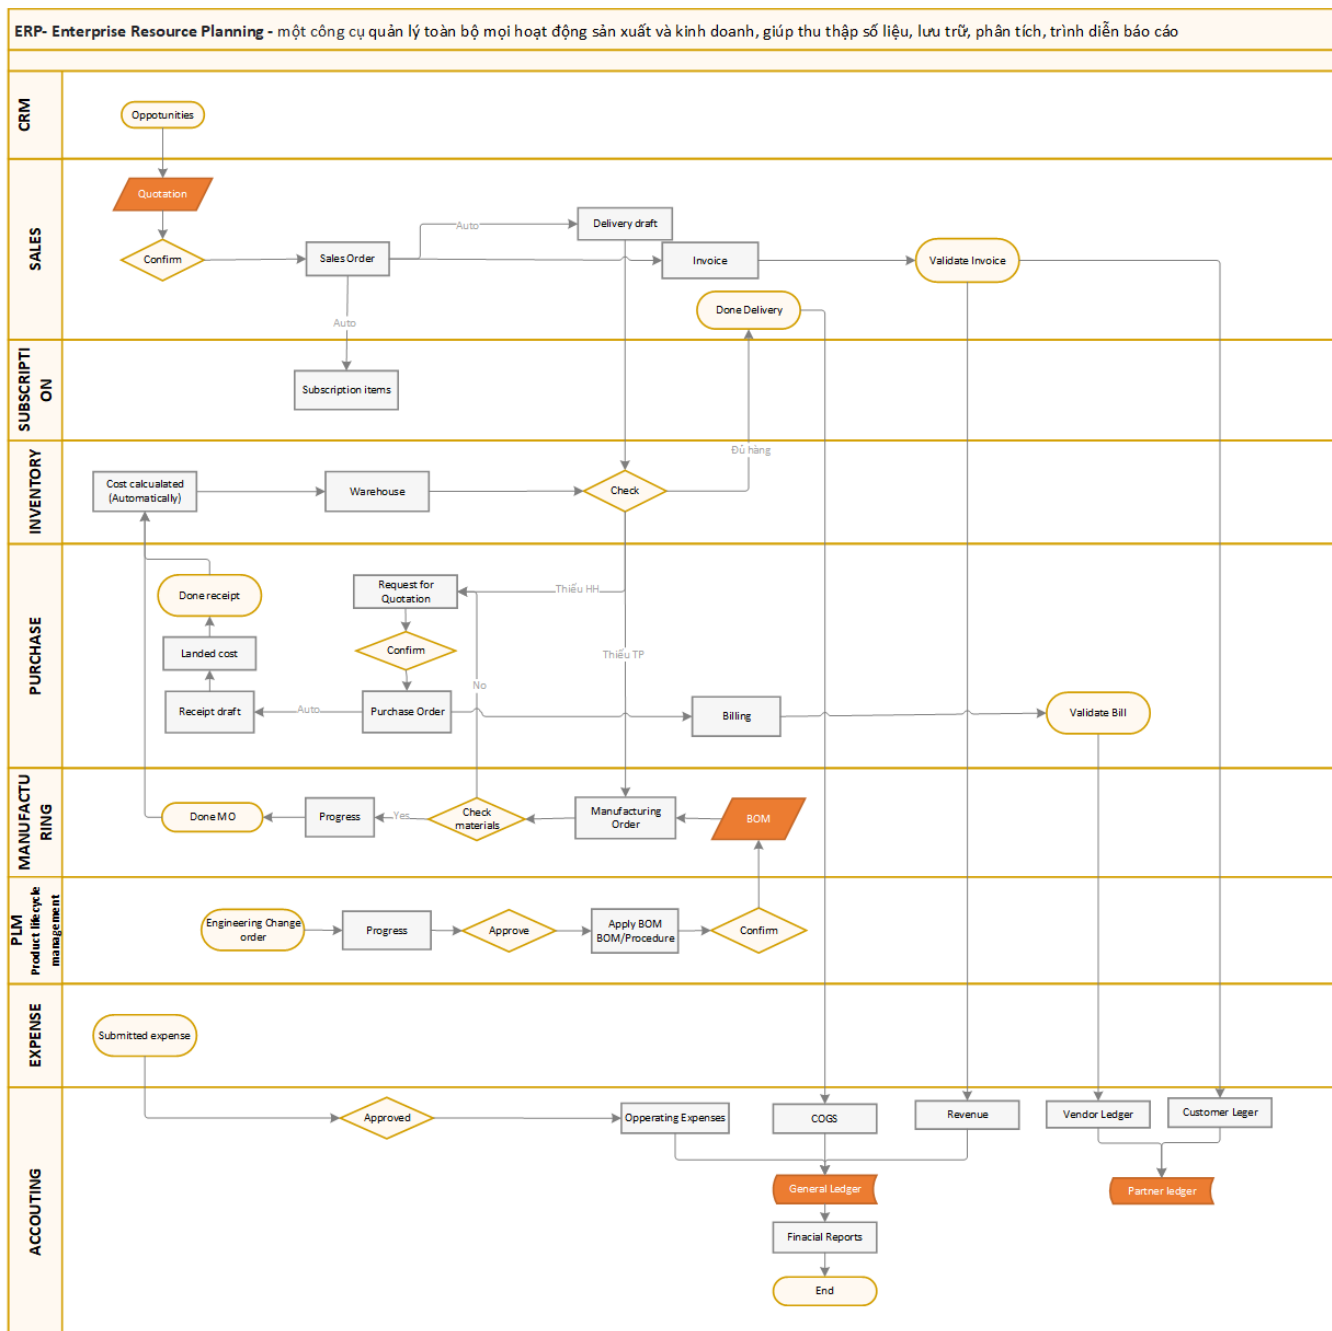 ERP- Enterprise Resource Planning - một công cụ quản lý toàn bộ mọi hoạt động sản xuất và kinh doanh, giúp thu thập số liệu, lưu trữ, phân tích, trình diễn báo cáo
CRM
Oppotunities
SALES
Quotation
Confirm
Sales Order
Auto
Delivery draft
Invoice
Validate Invoice
Done Delivery
Auto
SUBSCRIPTI
ON
Subscription items
INVENTORY
Cost calcualated
(Automatically)
Warehouse
Check
Đủ hàng
PURCHASE
Done receipt
Landed cost
Receipt draft
Auto
Request for
Quotation
Confirm
Purchase Order
Thiếu HH
Thiếu TP
No
Billing
Validate Bill
MANUFACTU
RING
Done MO
Progress
Yes
Check
materials
Manufacturing
Order
BOM
PLM
Product lifecycle
management
Engineering Change
order
Progress
Approve
Apply BOM
BOM/Procedure
Confirm
EXPENSE
Submitted expense
ACCOUTING
Approved
Opperating Expenses
COGS
Revenue
Vendor Ledger
Customer Leger
General Ledger
Partner ledger
Finacial Reports
End